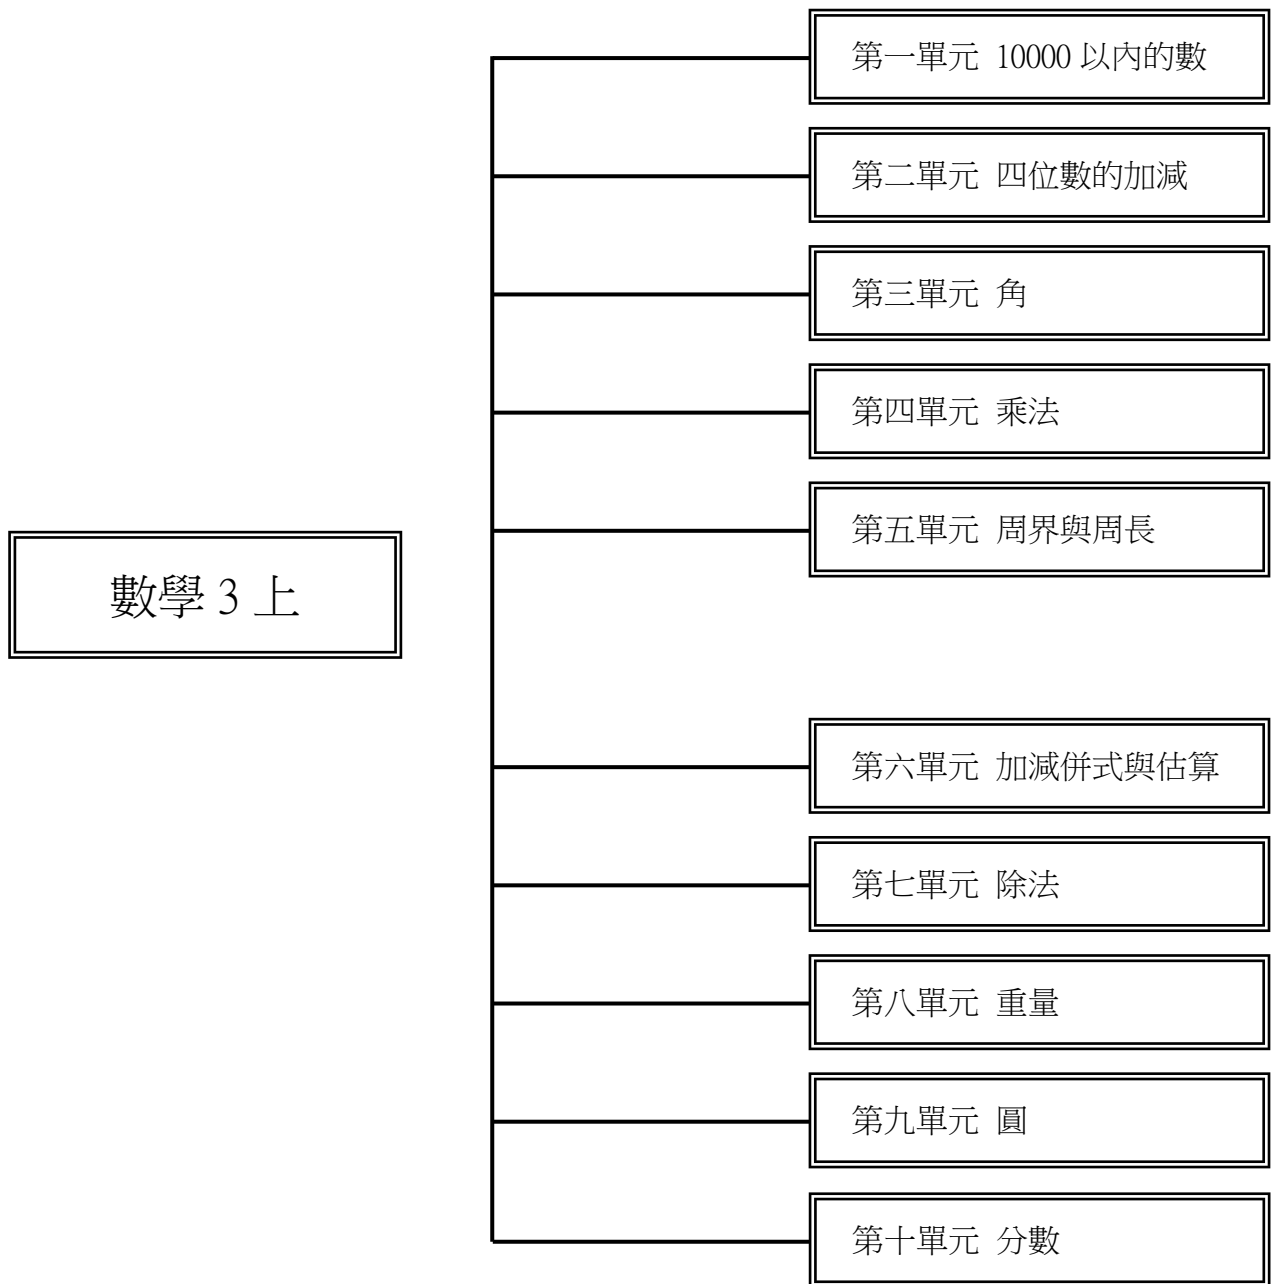 第一單元 10000 以內的數
第二單元 四位數的加減
第三單元 角
第四單元 乘法
第五單元 周界與周長
數學 3 上
第六單元 加減併式與估算
第七單元 除法
第八單元 重量
第九單元 圓
第十單元 分數